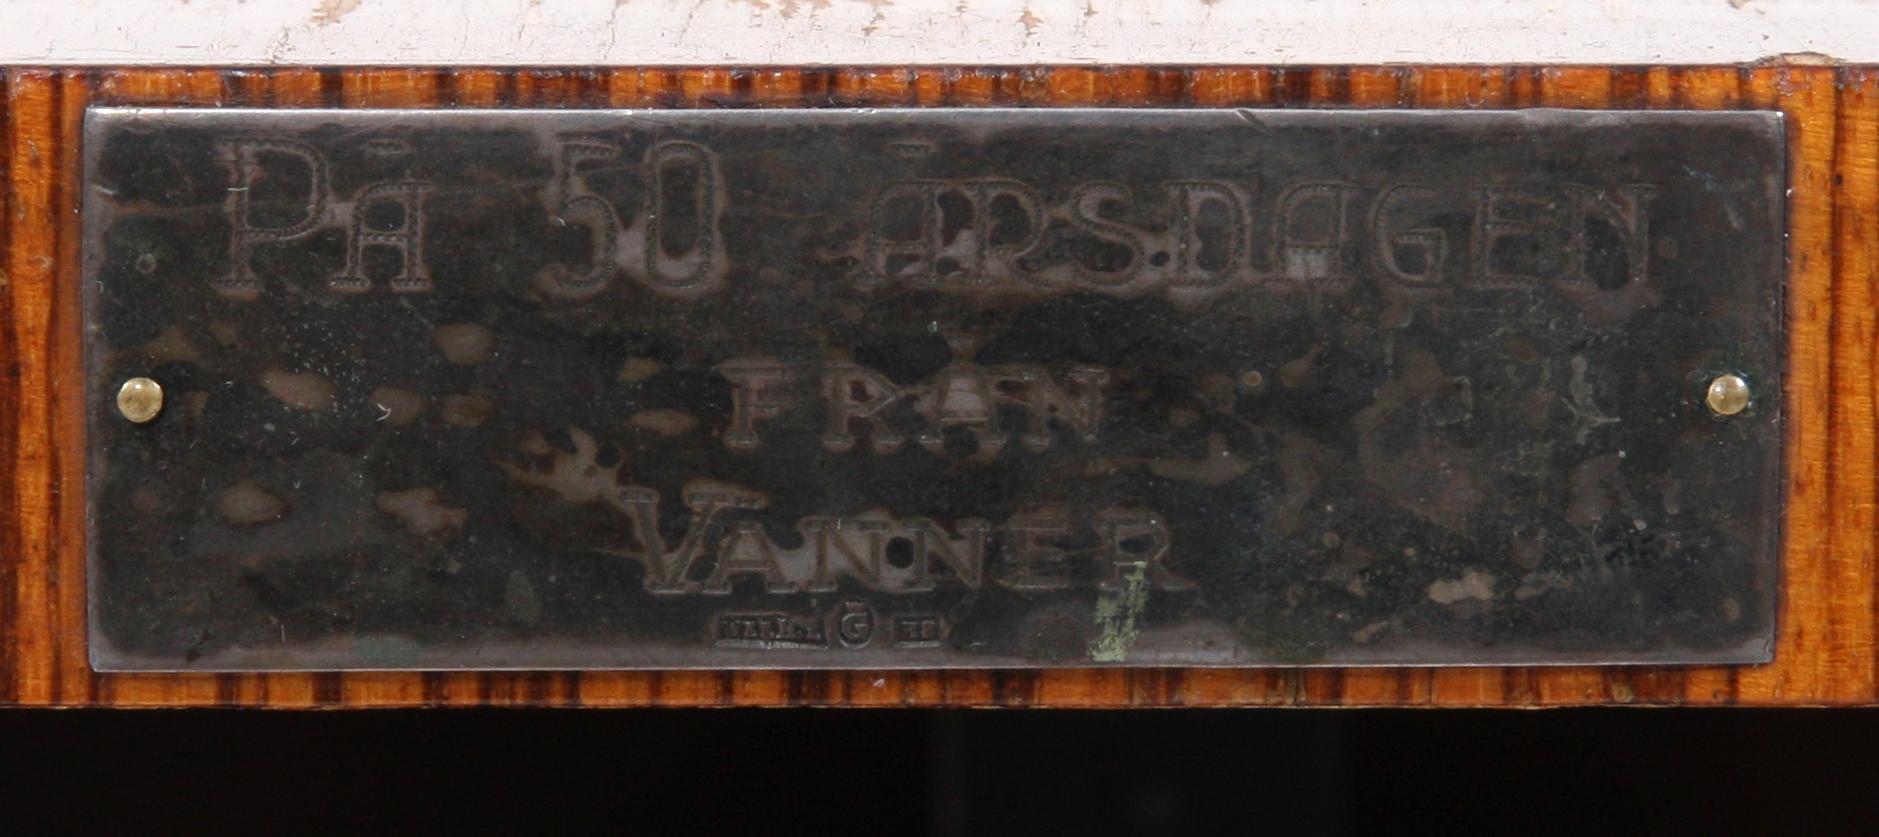 PÅ 50 ÅRSDAGEN
FRÅN
VÄNNER
G